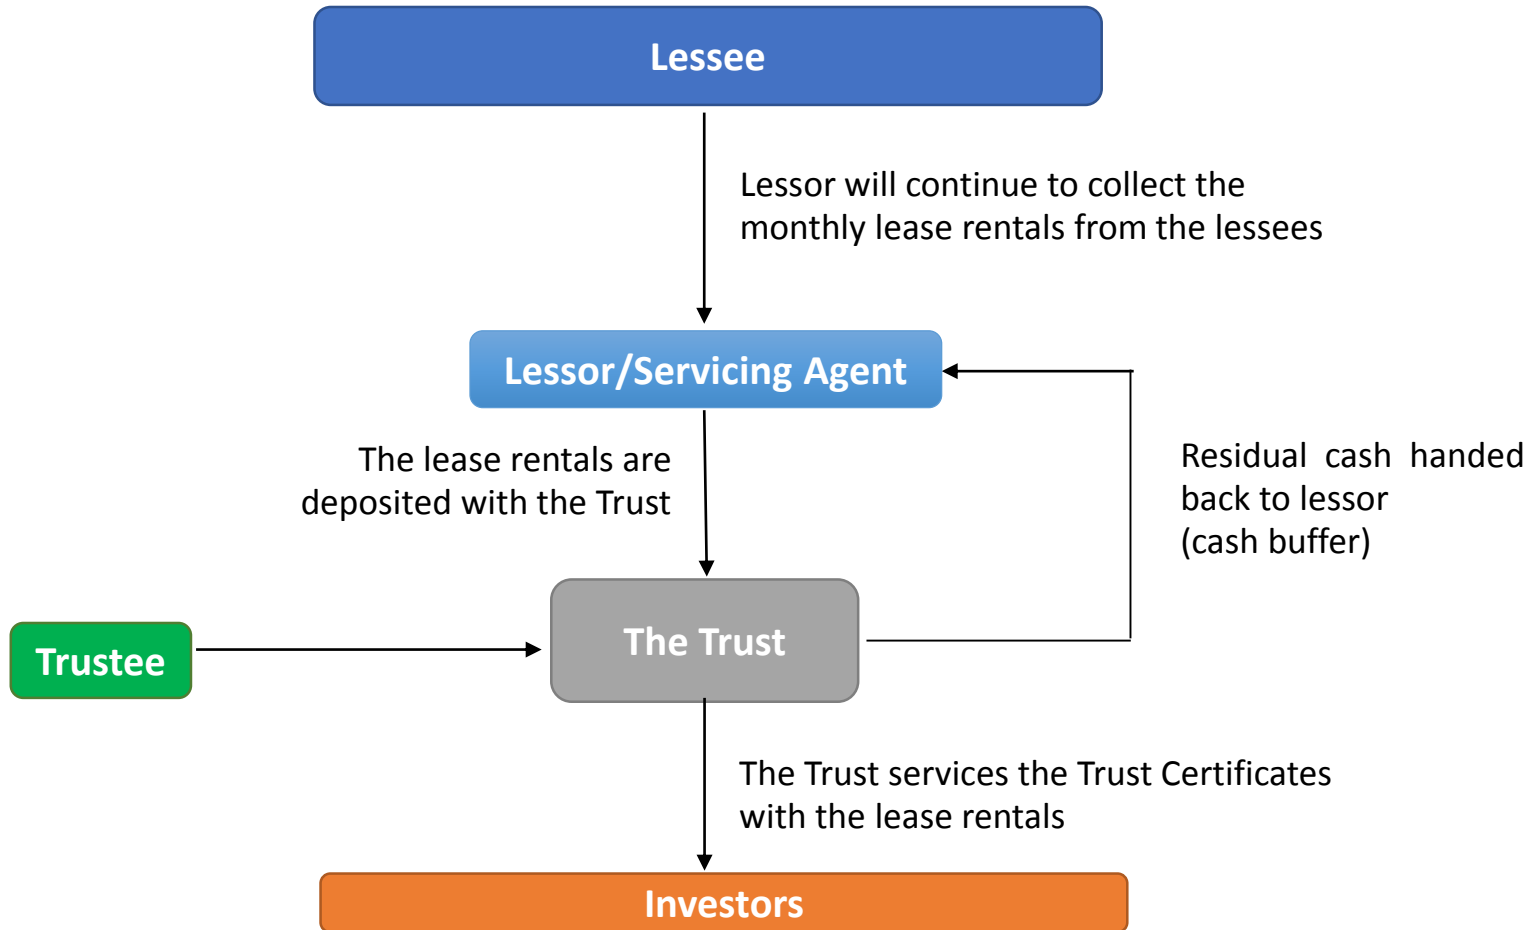 Lessee
Lessor will continue to collect the
monthly lease rentals from the lessees
Lessor/Servicing Agent
The lease rentals are
deposited with the Trust
Residual cash handed
back to lessor
(cash buffer)
The Trust
Trustee
The Trust services the Trust Certificates
with the lease rentals
Investors